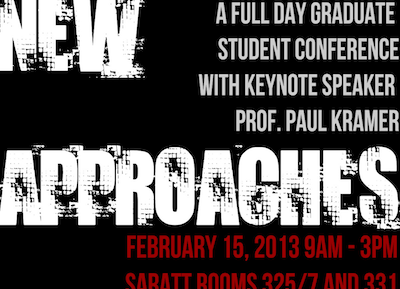 NEW
A FULL DAY GRADUATE
STUDENT CONFERENCE
WITH KEYNOTE SPEAKER
PROF. PAUL KRAMER
APPROACHES
FEBRUARY 15, 2013 9AM - 3PM
SARATT ROOMS 325/7 AND 331